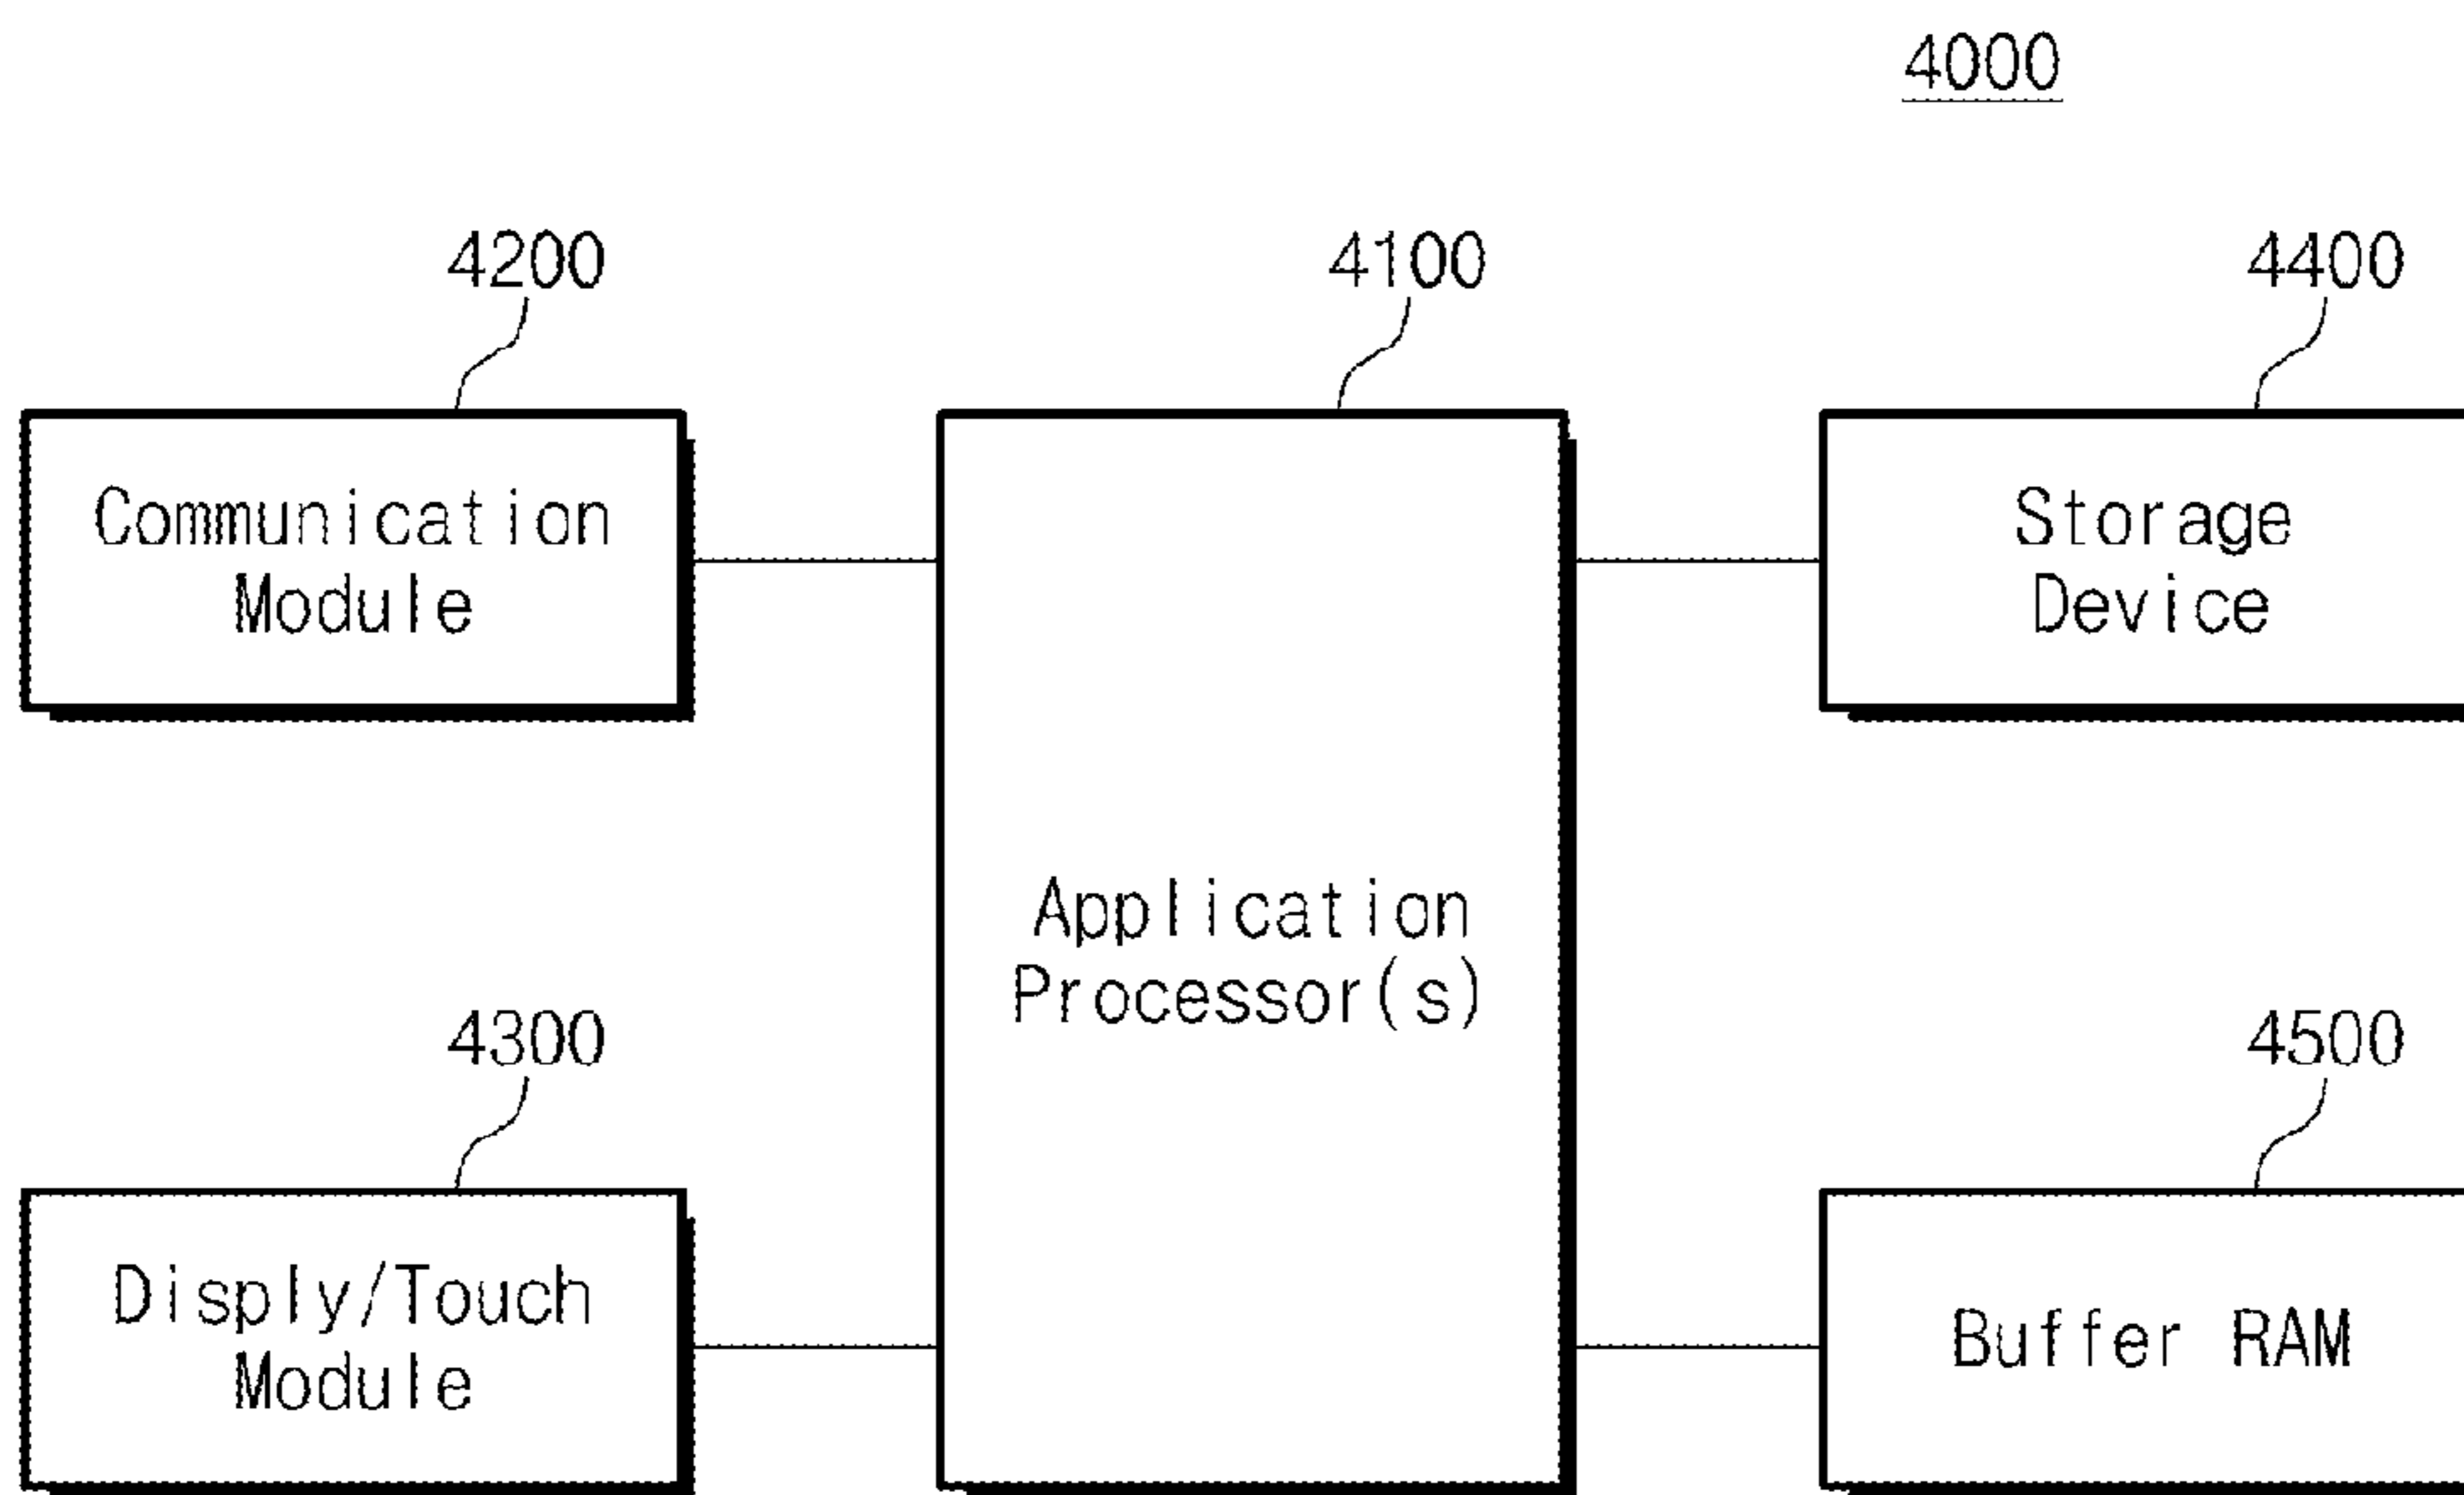 4000
4200
4100
4400
Communication
Module
Storage
Device
Application
Processor(s)
4300
4500
Disply/Touch
Module
Buffer RAM